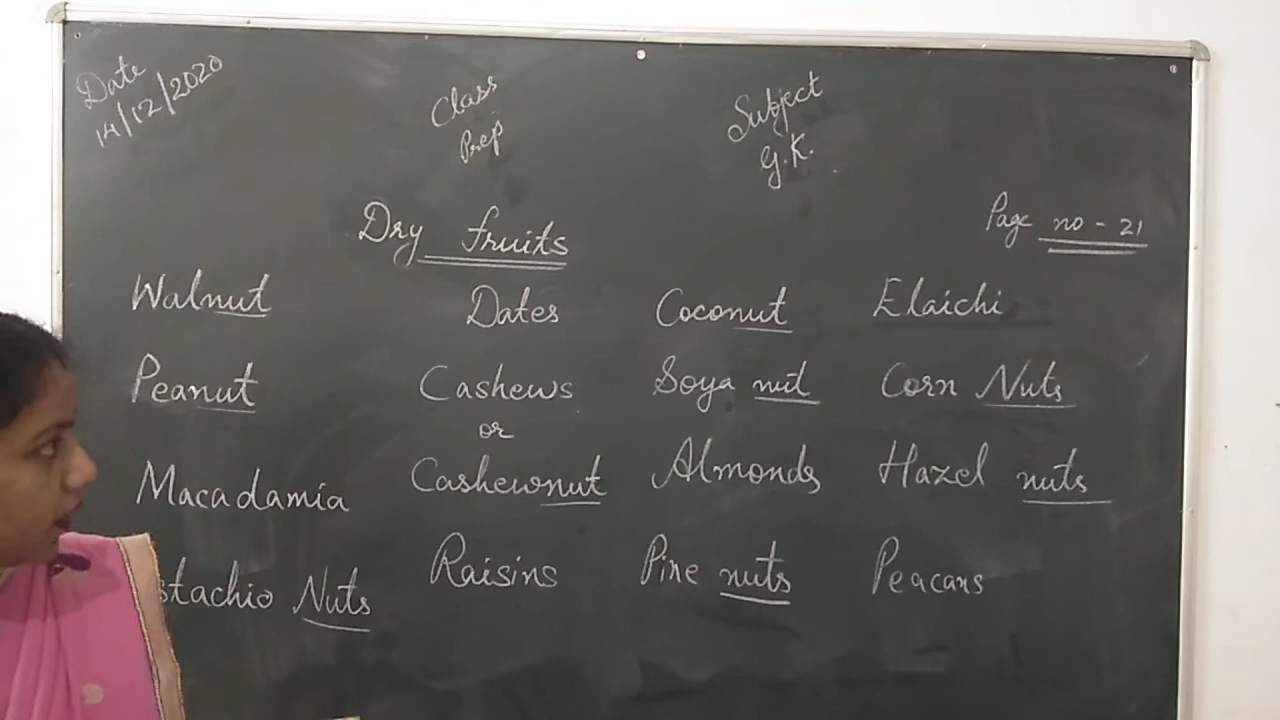 Date
14/12/2020
Class
Prep
Subject
G.K.
Dry fruits
Page no - 21
Walnut Dates Coconut Elaichi
Peanut Cashews Soya nut Corn Nuts
or
Macadamia Cashewnut Almonds Hazel nuts
stachio Nuts Raisins Pine nuts Peacans